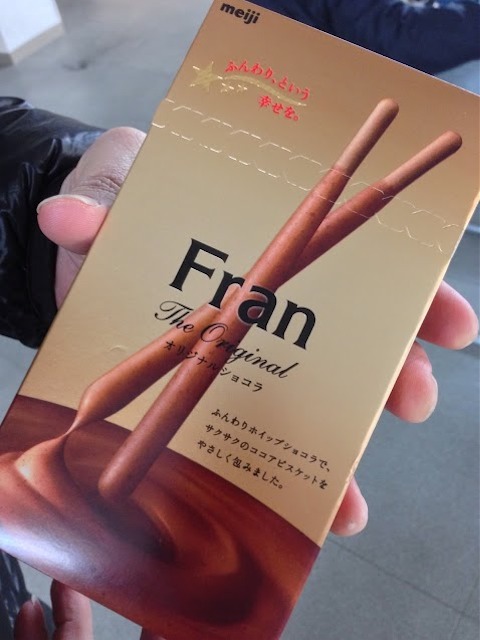 meiji
ふんわり、という
幸せを。
Fran
The Original
オリジナルショコラ
ふんわりホイップショコラで、
サクサクのココアビスケットを
やさしく包みました。